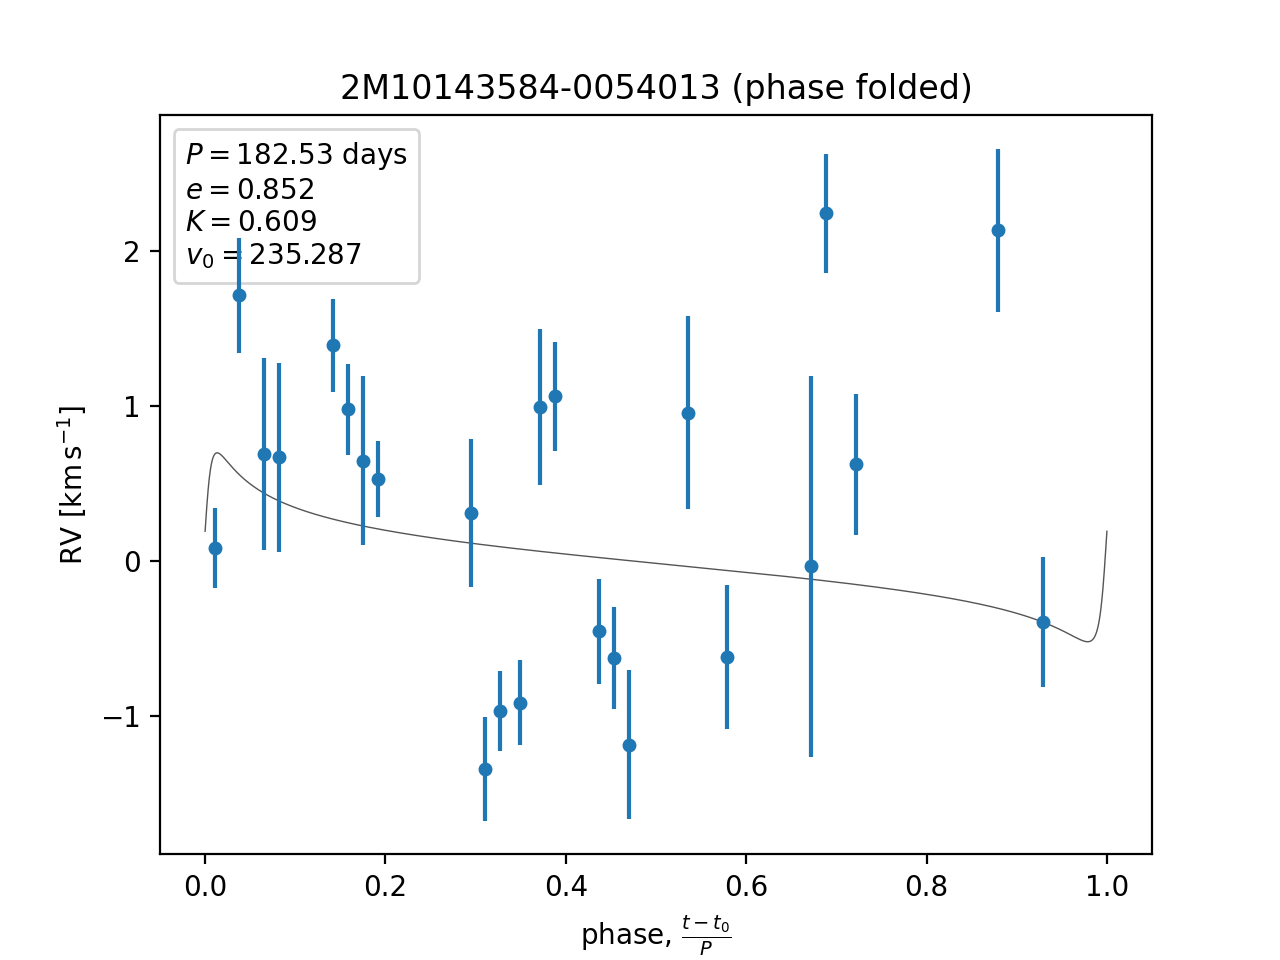 2M10143584-0054013 (phase folded)
P = 182.53 days
e = 0.852
K = 0.609
v₀ = 235.287
2
1
0
−1
RV [km s⁻¹]
0.0 0.2 0.4 0.6 0.8 1.0
phase, (t − t₀)/P